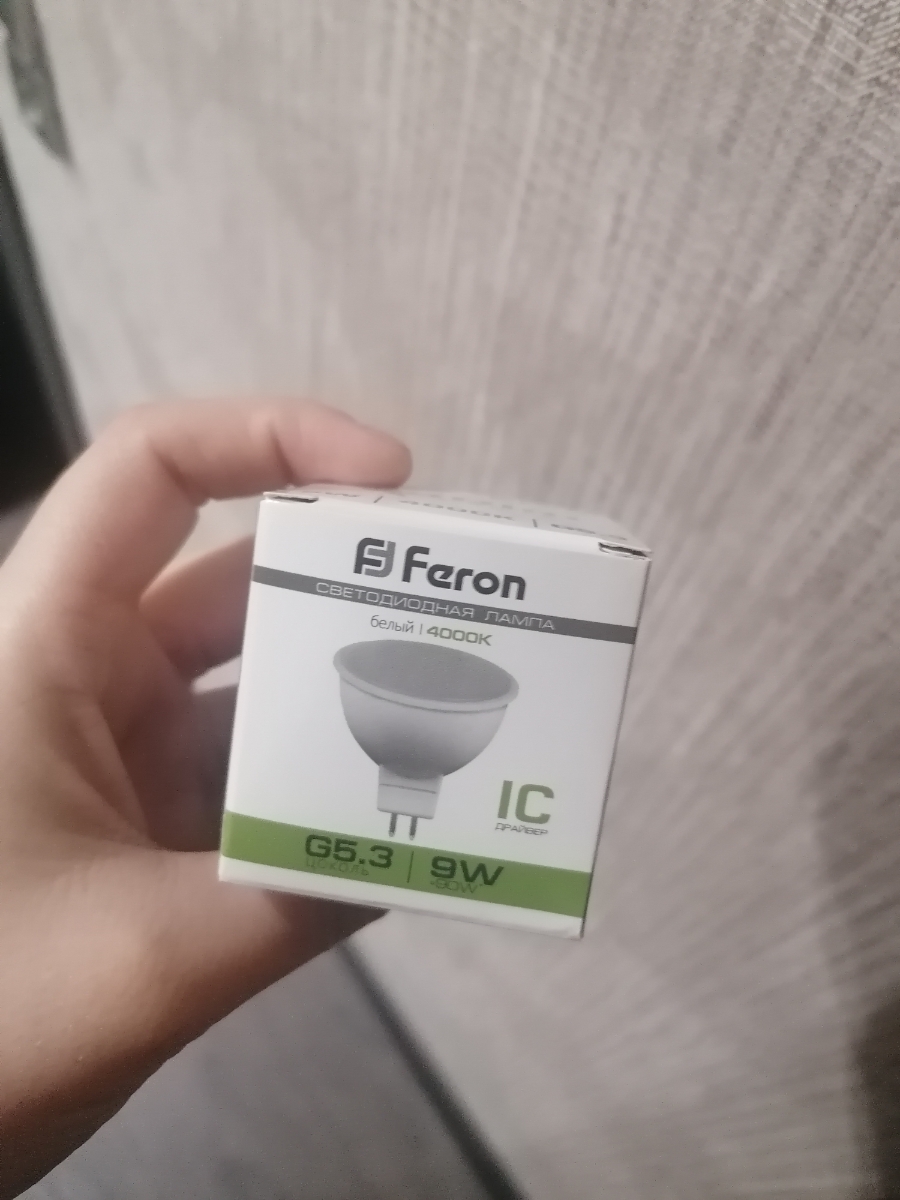 Feron
СВЕТОДИОДНАЯ ЛАМПА
белый | 4000K
IC
ДРАЙВЕР
G5.3 | 9W
цоколь